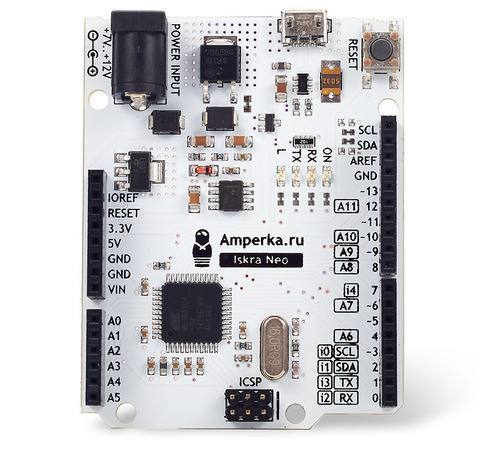 +7V..+12V
POWER INPUT
RESET
L
TX
RX
ON
SCL
SDA
AREF
GND
~13
A11 12
~11
A10 ~10
A9 ~9
A8 8
i4 7
A7 ~6
~5
A6 4
i0 SCL ~3
i1 SDA 2
i3 TX 1
i2 RX 0
IOREF
RESET
3.3V
5V
GND
GND
VIN
A0
A1
A2
A3
A4
A5
Amperka.ru
Iskra Neo
ICSP